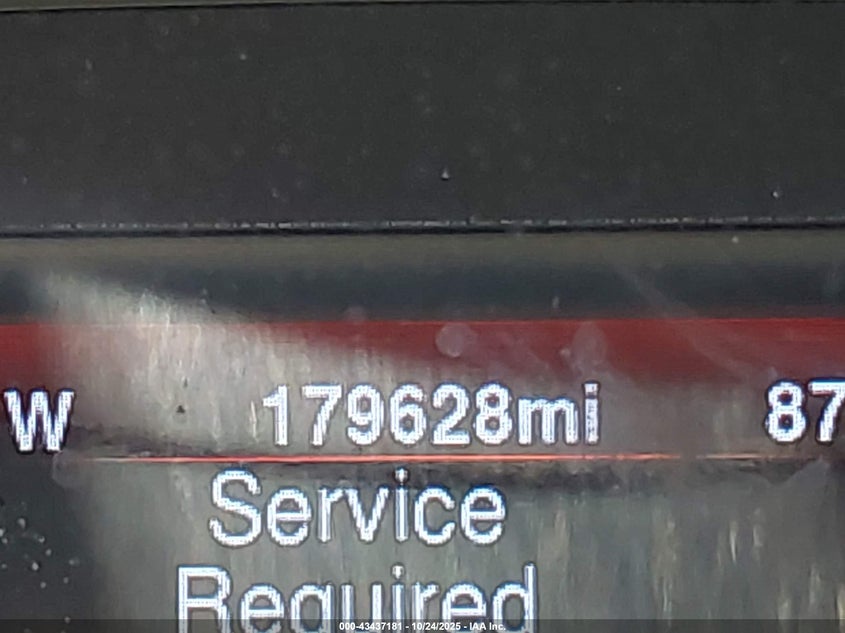 W 179628mi 87
Service
Required
000-43437181 - 10/24/2025 - IAA Inc.